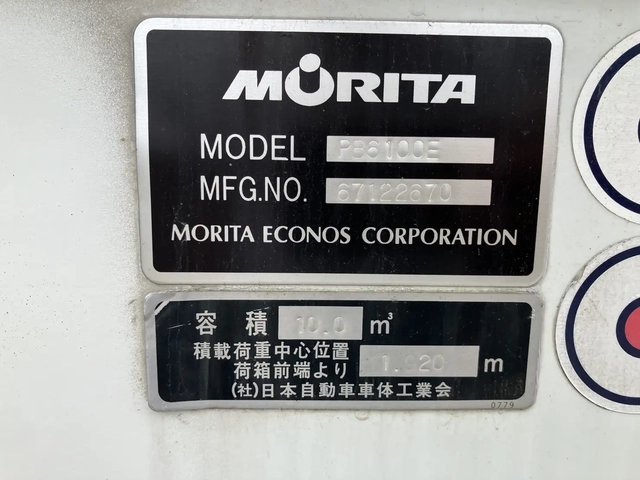 MORITA
MODEL PB8100E
MFG.NO. 67122670
MORITA ECONOS CORPORATION
容積 10.0 m³
積載荷重中心位置
荷箱前端より 1.920 m
(社)日本自動車車体工業会
0779